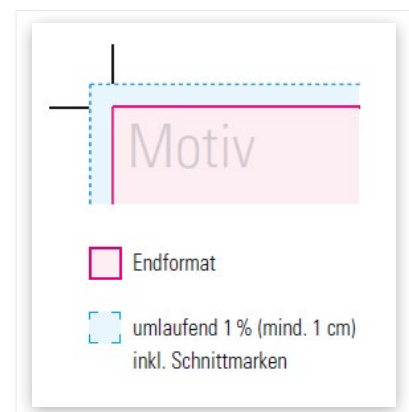 Motiv
Endformat
umlaufend 1 % (mind. 1 cm)
inkl. Schnittmarken